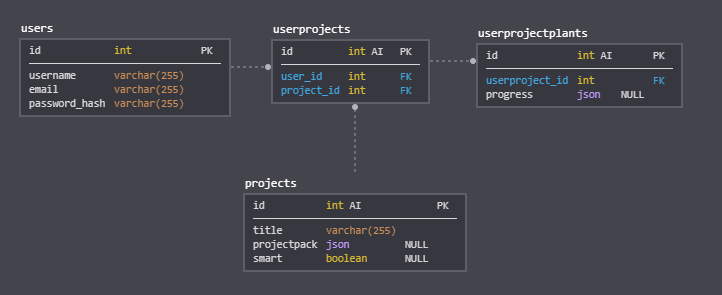 users
id int PK
username varchar(255)
email varchar(255)
password_hash varchar(255)
userprojects
id int AI PK
user_id int FK
project_id int FK
userprojectplants
id int AI PK
userproject_id int FK
progress json NULL
projects
id int AI PK
title varchar(255)
projectpack json NULL
smart boolean NULL